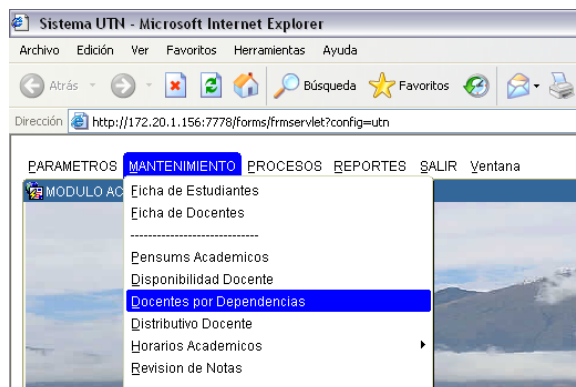 Sistema UTN - Microsoft Internet Explorer
Archivo Edición Ver Favoritos Herramientas Ayuda
Atrás Búsqueda Favoritos
Dirección http://172.20.1.156:7778/forms/frmservlet?config=utn
PARAMETROS MANTENIMIENTO PROCESOS REPORTES SALIR Ventana
MODULO AC
Ficha de Estudiantes
Ficha de Docentes
----------------------------
Pensums Academicos
Disponibilidad Docente
Docentes por Dependencias
Distributivo Docente
Horarios Academicos
Revision de Notas